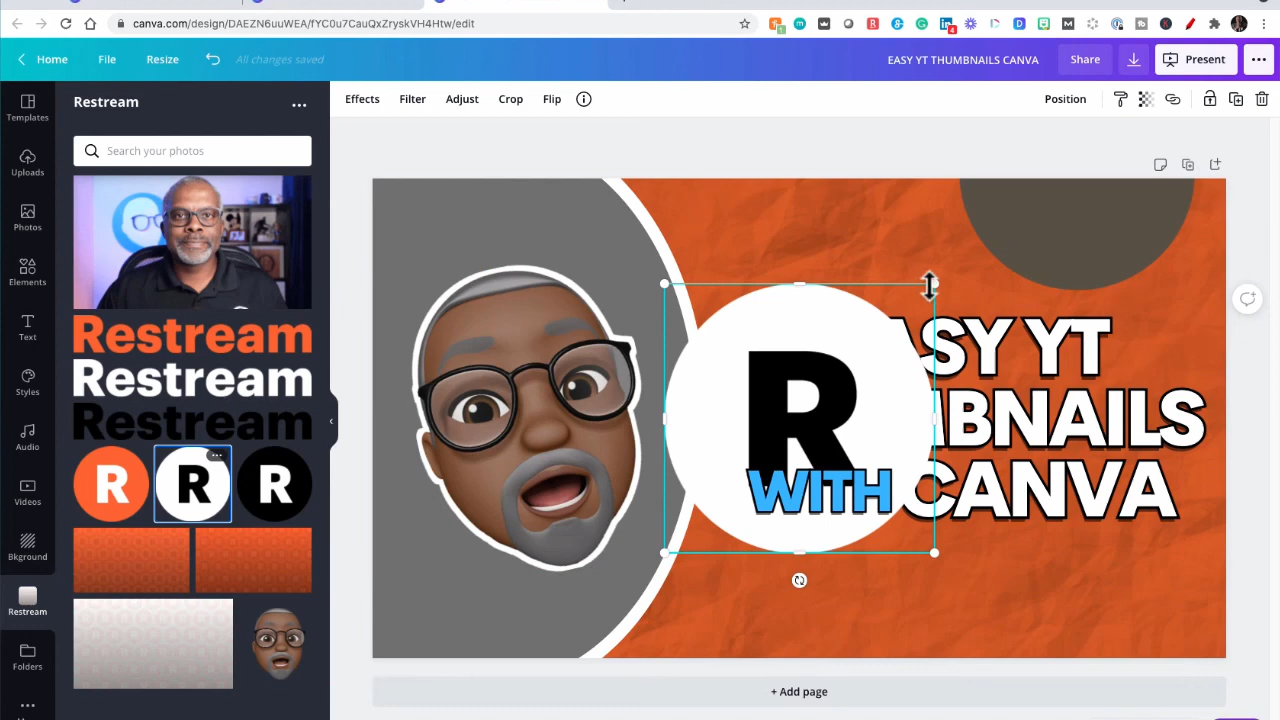 canva.com/design/DAEZN6uuWEA/fYC0u7CauQxZryskVH4Htw/edit
Home
File
Resize
All changes saved
EASY YT THUMBNAILS CANVA
Share
Present
Restream
Effects
Filter
Adjust
Crop
Flip
Position
Search your photos
Templates
Uploads
Photos
Elements
Text
Styles
Audio
Videos
Bkground
Restream
Folders
Restream
Restream
Restream
R
R
R
R
ASY YT
MBNAILS
WITH CANVA
+ Add page